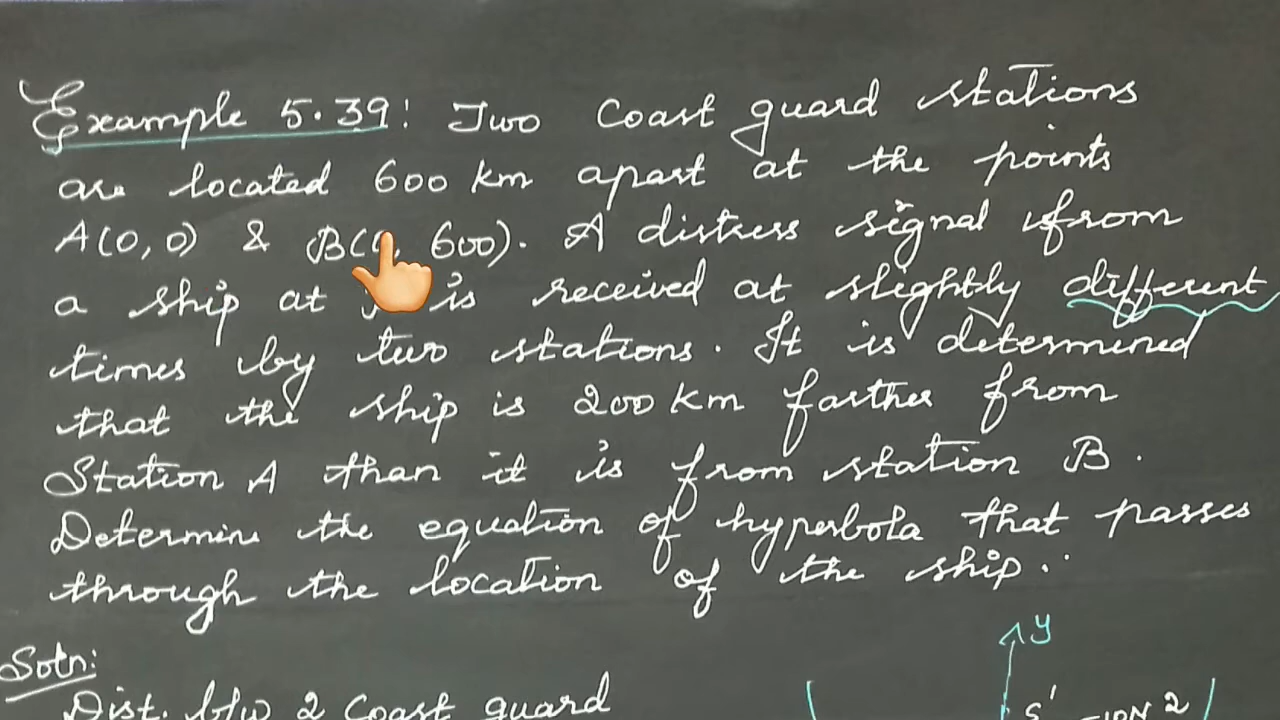 Example 5.39: Two Coast guard stations
are located 600 km apart at the points
A(0,0) & B( , 600). A distress signal from
a ship at is received at slightly different
times by two stations. It is determined
that the ship is 200 km farther from
Station A than it is from station B.
Determine the equation of hyperbola that passes
through the location of the ship.
Soln:
Dist. b/w 2 Coast guard
y
S'